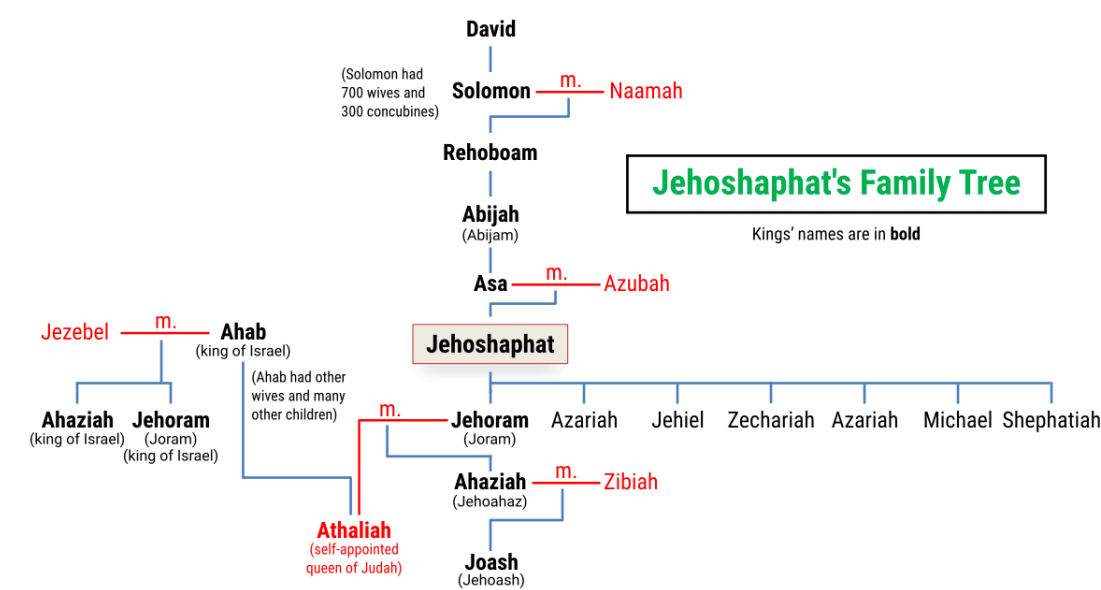 David
(Solomon had
700 wives and
300 concubines)
Solomon m. Naamah
Rehoboam
Jehoshaphat's Family Tree
Kings' names are in bold
Abijah
(Abijam)
Asa m. Azubah
Jezebel m. Ahab
(king of Israel)
Jehoshaphat
(Ahab had other
wives and many
other children)
Ahaziah
(king of Israel)
Jehoram
(Joram)
(king of Israel)
m.
Jehoram
(Joram)
Azariah Jehiel Zechariah Azariah Michael Shephatiah
Ahaziah m. Zibiah
(Jehoahaz)
Athaliah
(self-appointed
queen of Judah)
Joash
(Jehoash)